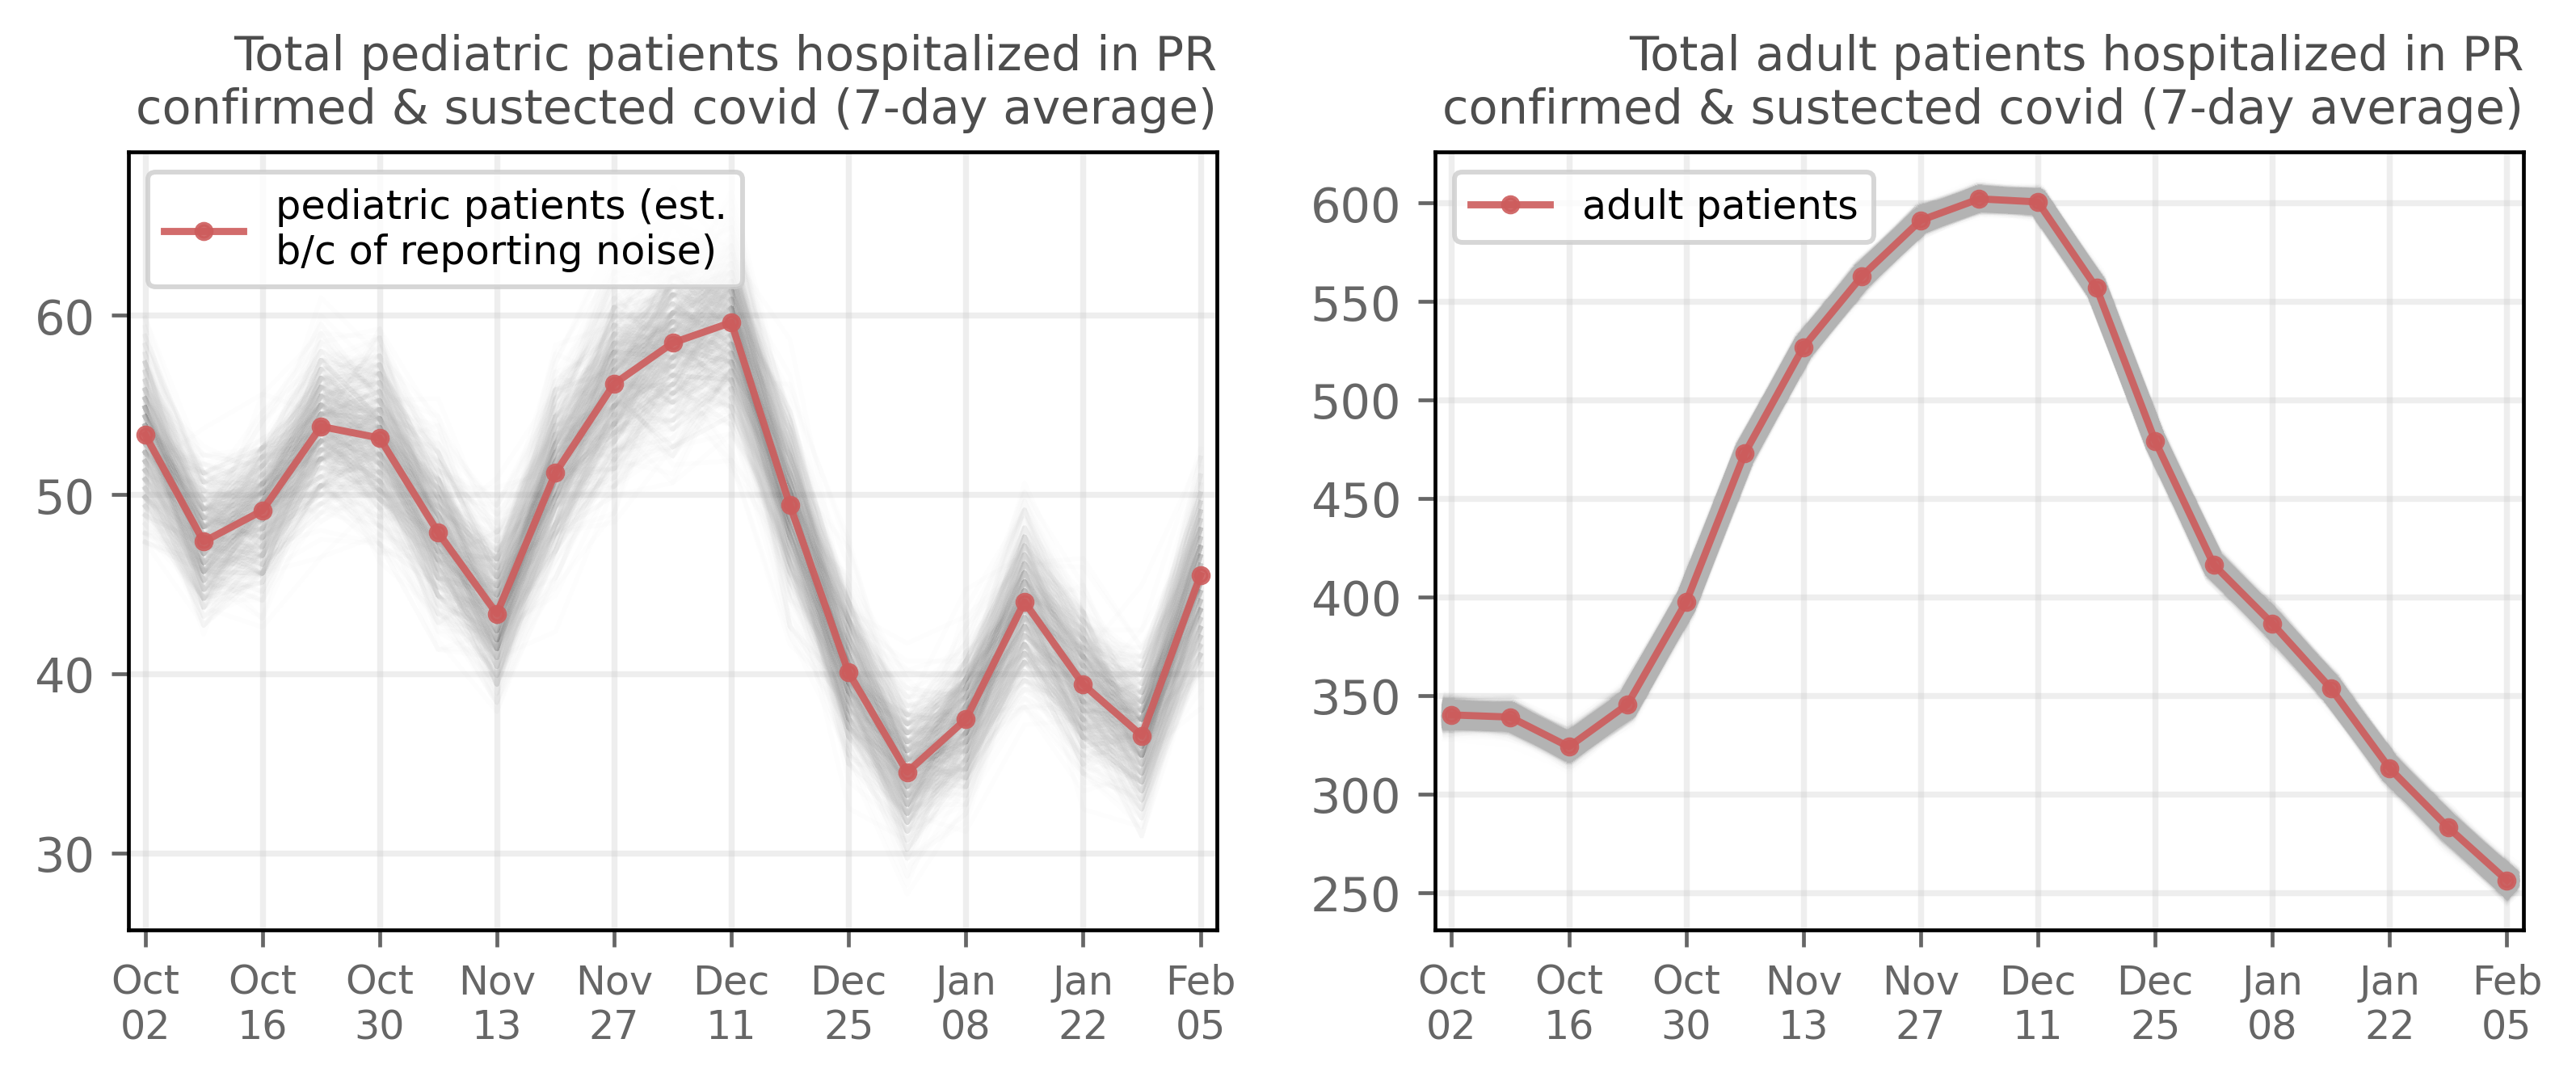 Total pediatric patients hospitalized in PR
confirmed & sustected covid (7-day average)
pediatric patients (est.
b/c of reporting noise)
60
50
40
30
Oct Oct Oct Nov Nov Dec Dec Jan Jan Feb
02 16 30 13 27 11 25 08 22 05
Total adult patients hospitalized in PR
confirmed & sustected covid (7-day average)
adult patients
600
550
500
450
400
350
300
250
Oct Oct Oct Nov Nov Dec Dec Jan Jan Feb
02 16 30 13 27 11 25 08 22 05